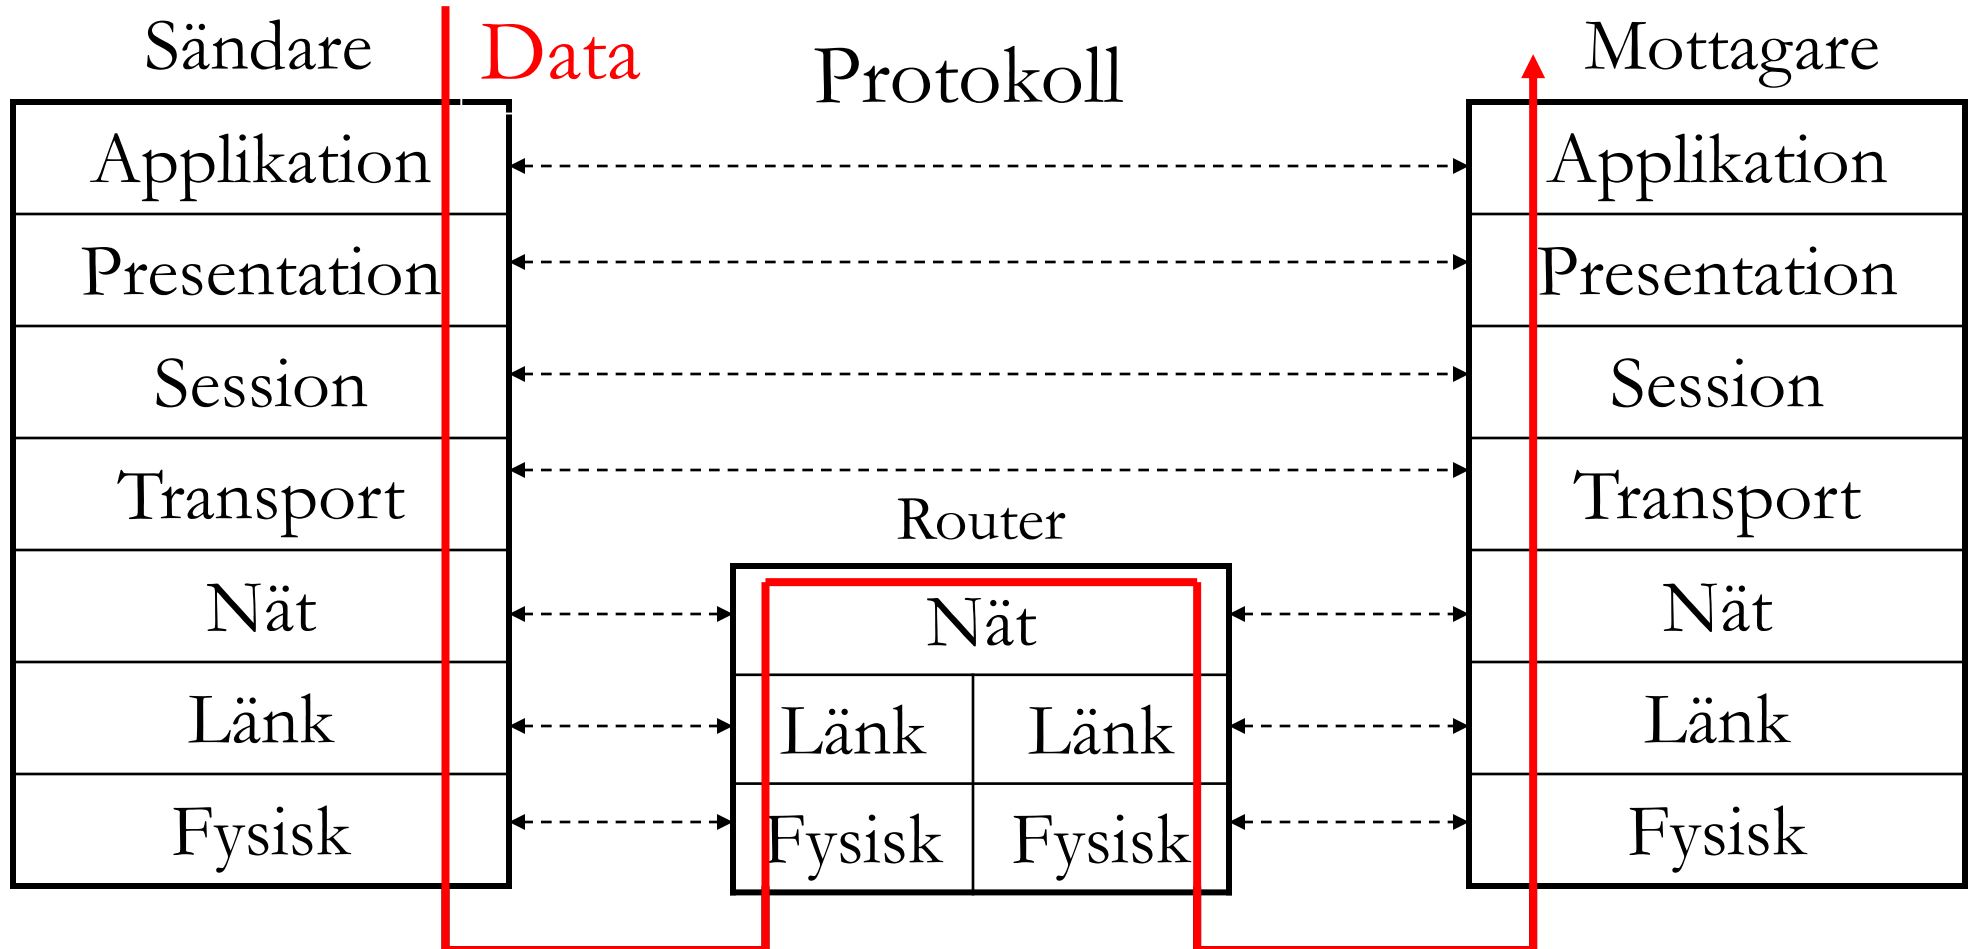 Sändare
Data
Protokoll
Mottagare
Applikation
Applikation
Presentation
Presentation
Session
Session
Transport
Transport
Router
Nät
Nät
Nät
Länk
Länk
Länk
Länk
Fysisk
Fysisk
Fysisk
Fysisk